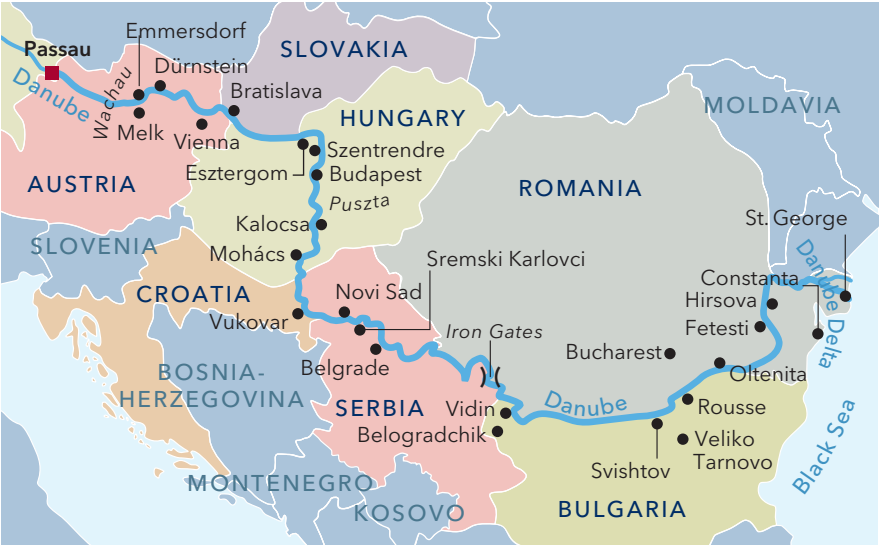 Emmersdorf
SLOVAKIA
Passau
Dürnstein
Danube
Wachau
Bratislava
MOLDAVIA
HUNGARY
Melk
Vienna
Szentrendre
Esztergom
Budapest
AUSTRIA
ROMANIA
Puszta
Kalocsa
St. George
SLOVENIA
Mohács
Sremski Karlovci
Danube Delta
Constanta
CROATIA
Novi Sad
Hirsova
Vukovar
Iron Gates
Fetesti
Bucharest
Belgrade
BOSNIA-
HERZEGOVINA
Oltenita
SERBIA
Vidin
Danube
Rousse
Belogradchik
Veliko
Tarnovo
Svishtov
Black Sea
MONTENEGRO
KOSOVO
BULGARIA